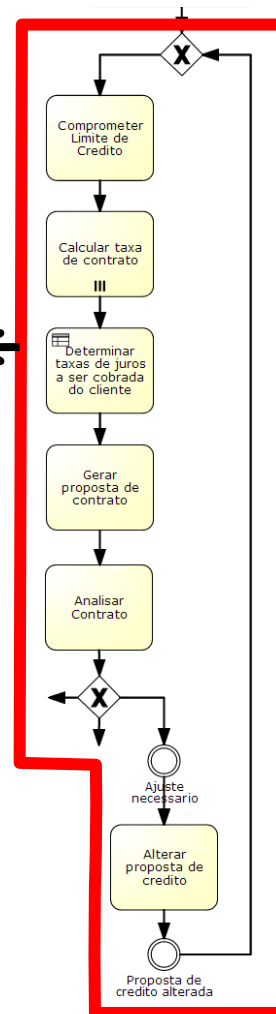 Comprometer
Limite de
Credito
Calcular taxa
de contrato
Determinar
taxas de juros
a ser cobrada
do cliente
Gerar
proposta de
contrato
Analisar
Contrato
Ajuste
necessario
Alterar
proposta de
credito
Proposta de
credito alterada